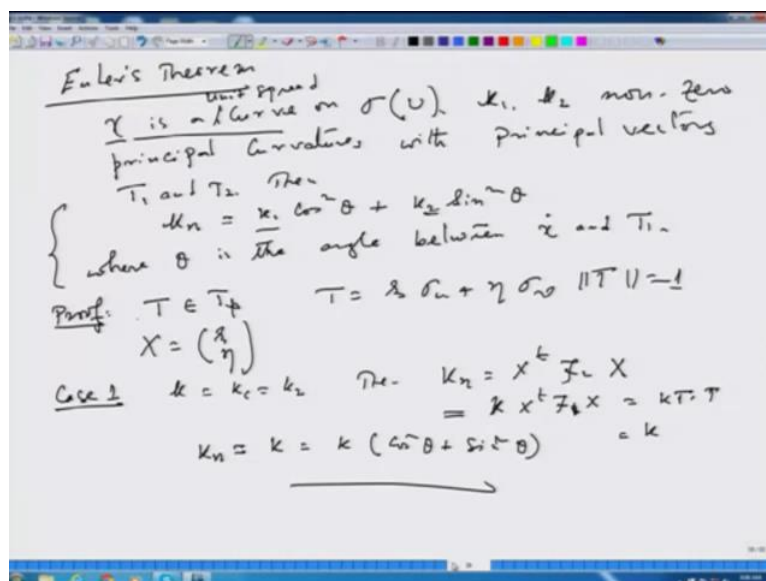 Euler's Theorem
unit speed
γ is a curve on σ(U). κ₁, κ₂ non-zero
principal curvatures with principal vectors
T₁ and T₂. Then
κₙ = κ₁ cos²θ + κ₂ sin²θ
where θ is the angle between γ̇ and T₁.
Proof: T ∈ Tₚ T = ξ σᵤ + η σᵥ ||T|| = 1
X = (ξ η)
Case 1 κ = κ₁ = κ₂ Then κₙ = Xᵗ F₂ X
= κ Xᵗ F₁ X = κ T·T
κₙ = κ = κ (cos²θ + sin²θ) = κ